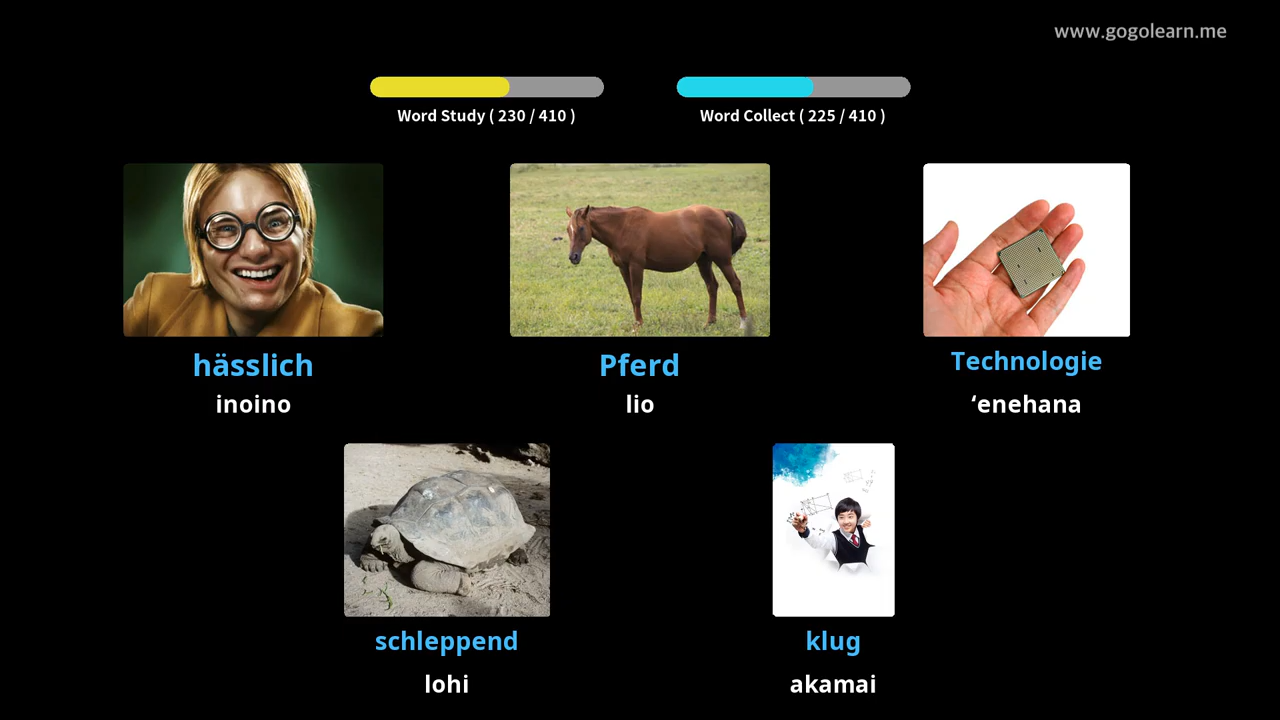 www.gogolearn.me
Word Study ( 230 / 410 )
Word Collect ( 225 / 410 )
hässlich
inoino
Pferd
lio
Technologie
ʻenehana
schleppend
lohi
klug
akamai